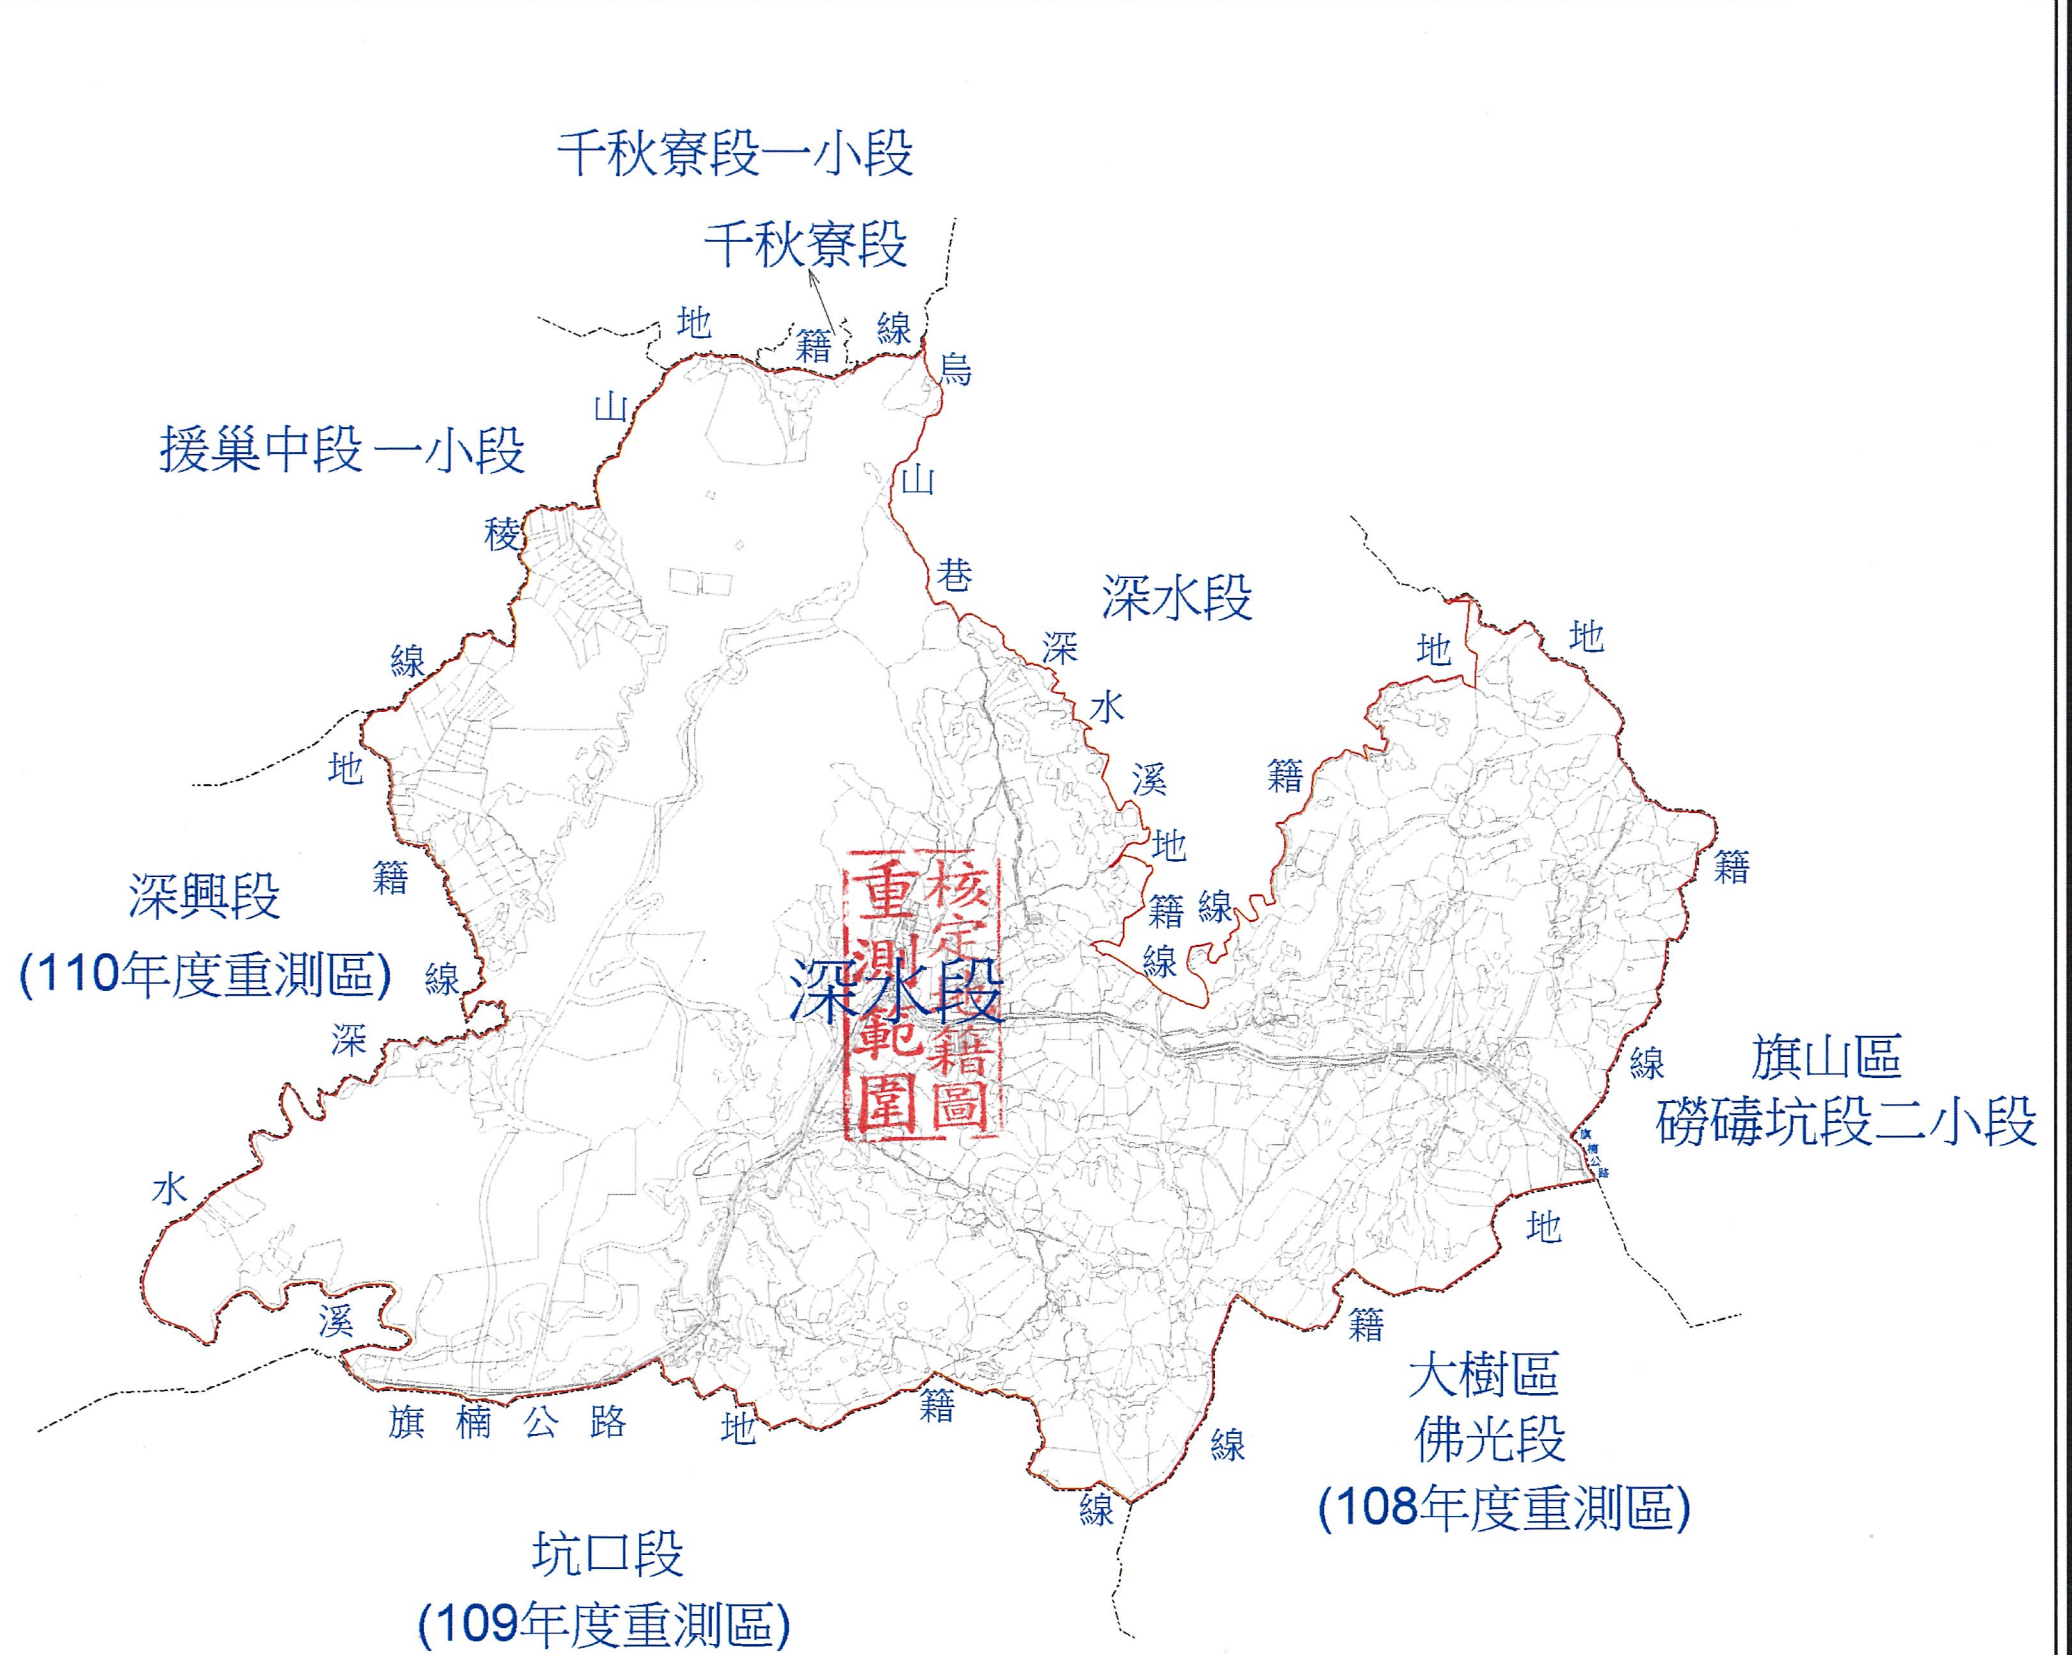 千秋寮段一小段
千秋寮段
地籍線
烏山巷
山稜線
援巢中段一小段
深水段
深水溪
地籍線
地籍線
地籍線
地籍線
深興段
(110年度重測區)
深水段
核定地籍圖
重測範圍
深水溪
旗山區
磅碡坑段二小段
旗楠公路
旗楠公路
地籍線
地籍線
大樹區
佛光段
(108年度重測區)
坑口段
(109年度重測區)